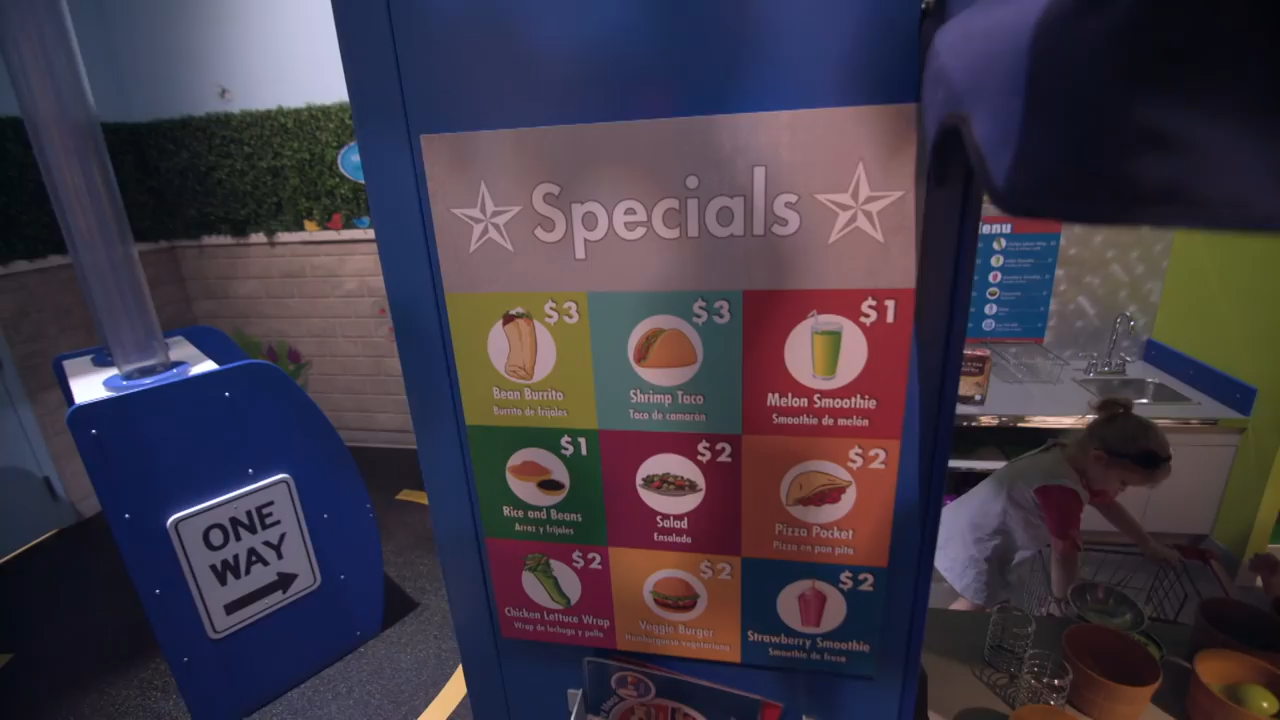 Specials
$3
Bean Burrito
Burrito de frijoles
$3
Shrimp Taco
Taco de camarón
$1
Melon Smoothie
Smoothie de melón
$1
Rice and Beans
Arroz y frijoles
$2
Salad
Ensalada
$2
Pizza Pocket
Pizza en pan pita
$2
Chicken Lettuce Wrap
Wrap de lechuga y pollo
$2
Veggie Burger
Hamburguesa vegetariana
$2
Strawberry Smoothie
Smoothie de fresa
ONE
WAY
enu